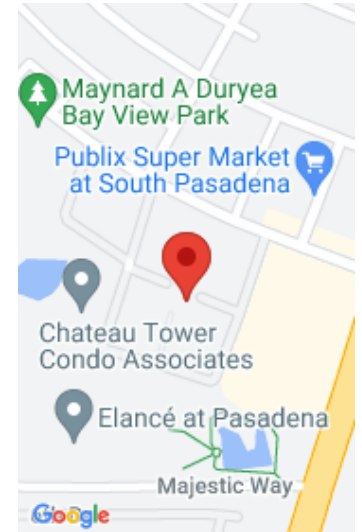 Maynard A Duryea
Bay View Park
Publix Super Market
at South Pasadena
Chateau Tower
Condo Associates
Elancé at Pasadena
Majestic Way
Google